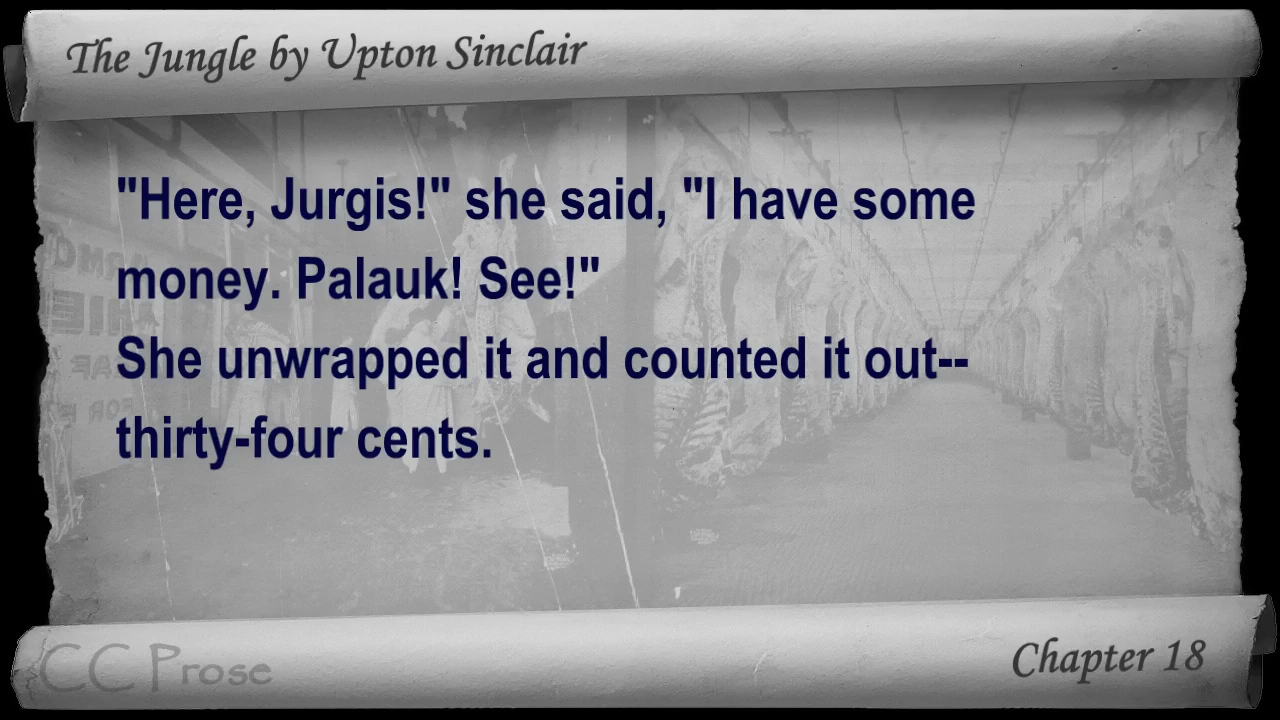 The Jungle by Upton Sinclair
"Here, Jurgis!" she said, "I have some
money. Palauk! See!"
She unwrapped it and counted it out--
thirty-four cents.
CC Prose
Chapter 18